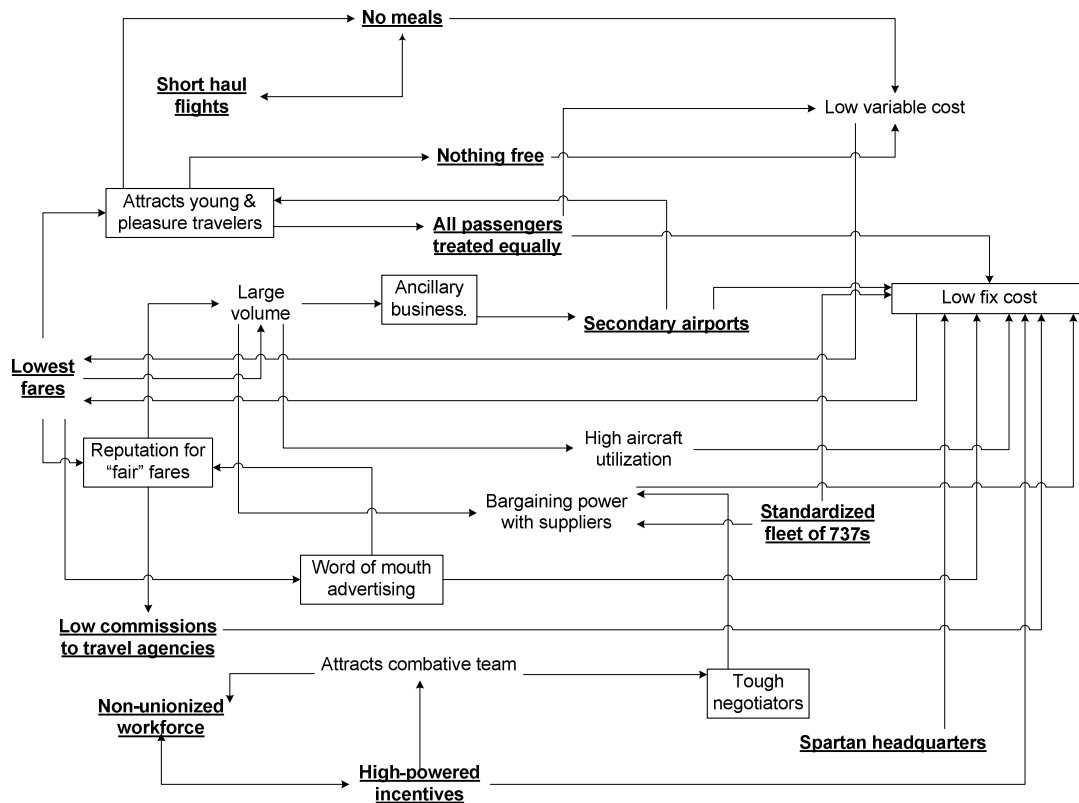 No meals
Short haul
flights
Low variable cost
Nothing free
Attracts young &
pleasure travelers
All passengers
treated equally
Large
volume
Ancillary
business.
Secondary airports
Low fix cost
Lowest
fares
Reputation for
“fair” fares
High aircraft
utilization
Bargaining power
with suppliers
Standardized
fleet of 737s
Word of mouth
advertising
Low commissions
to travel agencies
Attracts combative team
Tough
negotiators
Non-unionized
workforce
Spartan headquarters
High-powered
incentives